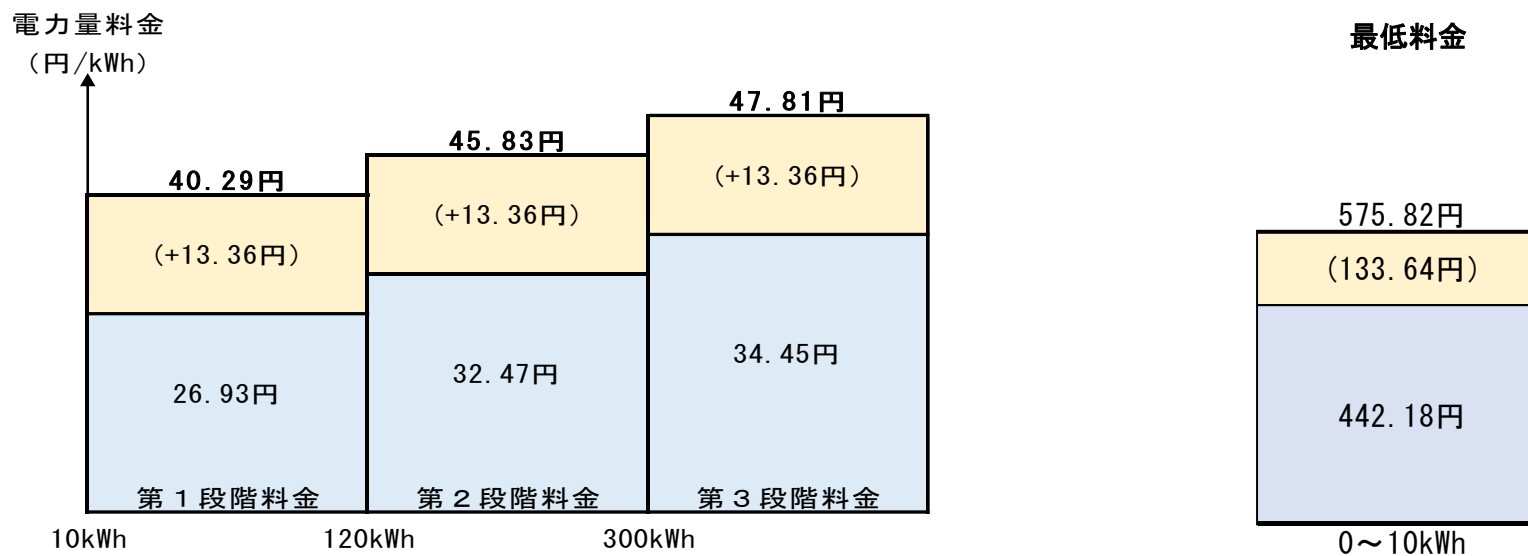 電力量料金
(円/kWh)
47.81円
45.83円
40.29円
(+13.36円)
(+13.36円)
(+13.36円)
34.45円
32.47円
26.93円
第1段階料金
第2段階料金
第3段階料金
10kWh
120kWh
300kWh
最低料金
575.82円
(133.64円)
442.18円
0~10kWh